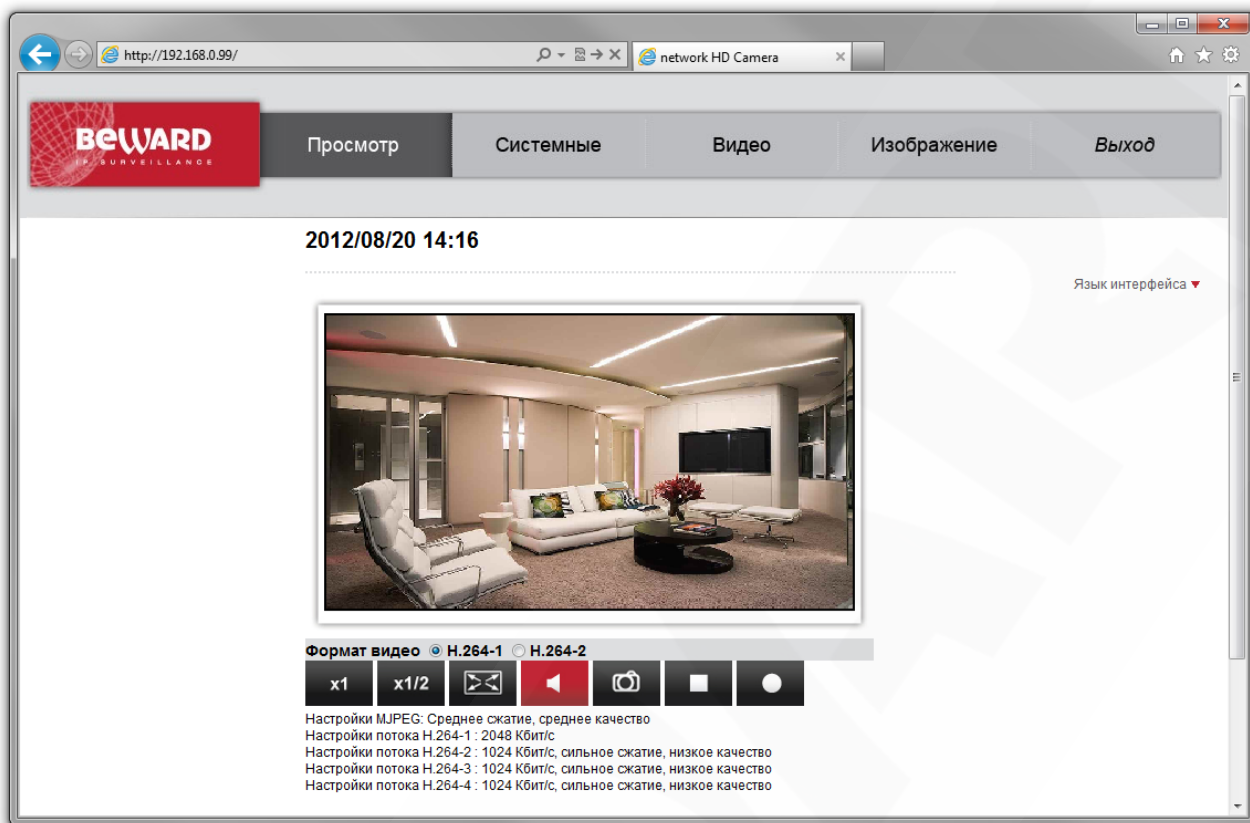 http://192.168.0.99/
network HD Camera
BEWARD
IP SURVEILLANCE
Просмотр
Системные
Видео
Изображение
Выход
2012/08/20 14:16
Язык интерфейса
Формат видео H.264-1 H.264-2
x1 x1/2
Настройки MJPEG: Среднее сжатие, среднее качество
Настройки потока H.264-1 : 2048 Кбит/с
Настройки потока H.264-2 : 1024 Кбит/с, сильное сжатие, низкое качество
Настройки потока H.264-3 : 1024 Кбит/с, сильное сжатие, низкое качество
Настройки потока H.264-4 : 1024 Кбит/с, сильное сжатие, низкое качество